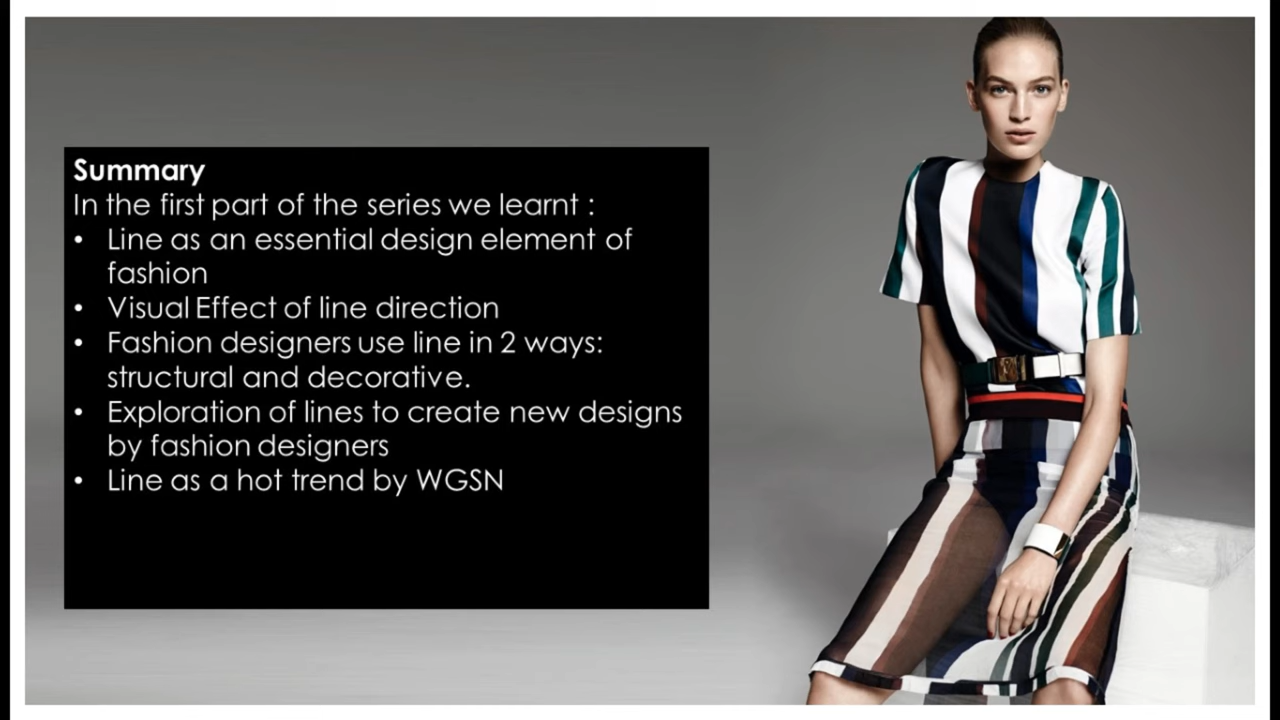 Summary
In the first part of the series we learnt :
• Line as an essential design element of
fashion
• Visual Effect of line direction
• Fashion designers use line in 2 ways:
structural and decorative.
• Exploration of lines to create new designs
by fashion designers
• Line as a hot trend by WGSN